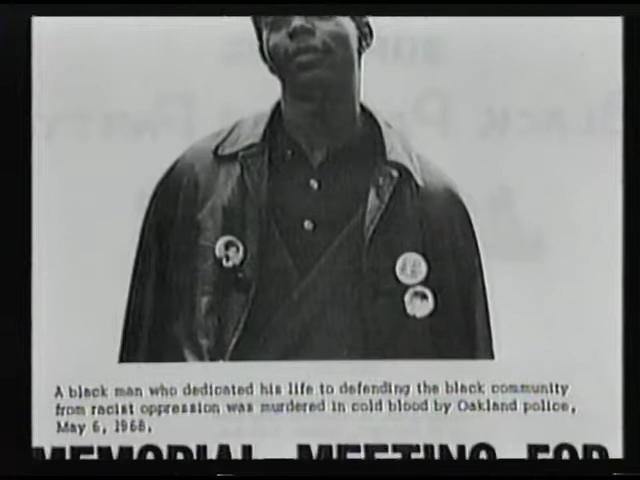 A black man who dedicated his life to defending the black community
from racist oppression was murdered in cold blood by Oakland police,
May 6, 1968.
MEMORIAL MEETING FOR